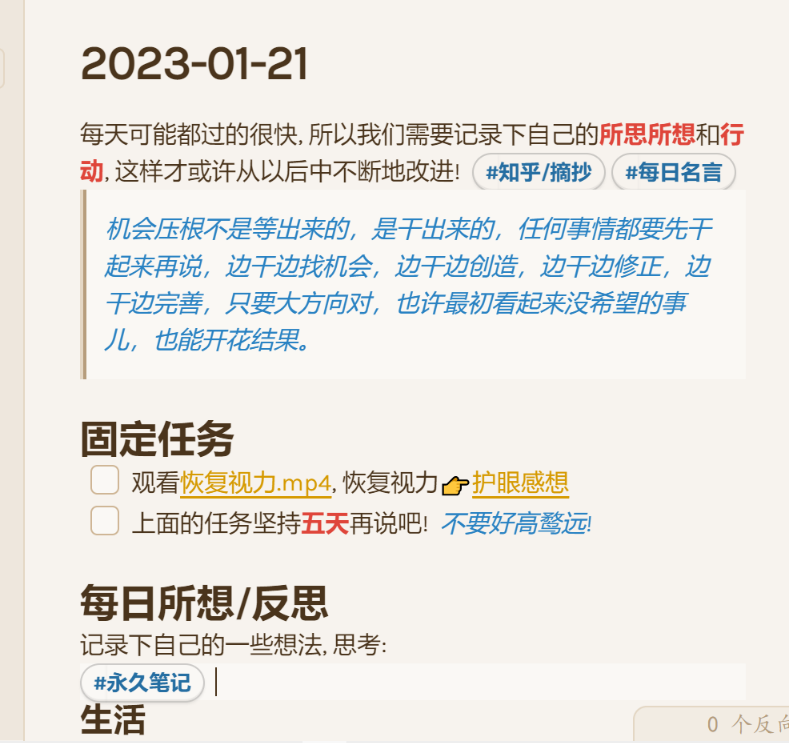 2023-01-21
每天可能都过的很快, 所以我们需要记录下自己的所思所想和行
动, 这样才或许从以后中不断地改进! #知乎/摘抄 #每日名言
机会压根不是等出来的，是干出来的，任何事情都要先干
起来再说，边干边找机会，边干边创造，边干边修正，边
干边完善，只要大方向对，也许最初看起来没希望的事
儿，也能开花结果。
固定任务
观看恢复视力.mp4, 恢复视力👉护眼感想
上面的任务坚持五天再说吧! 不要好高鹜远!
每日所想/反思
记录下自己的一些想法, 思考:
#永久笔记
生活
0 个反向